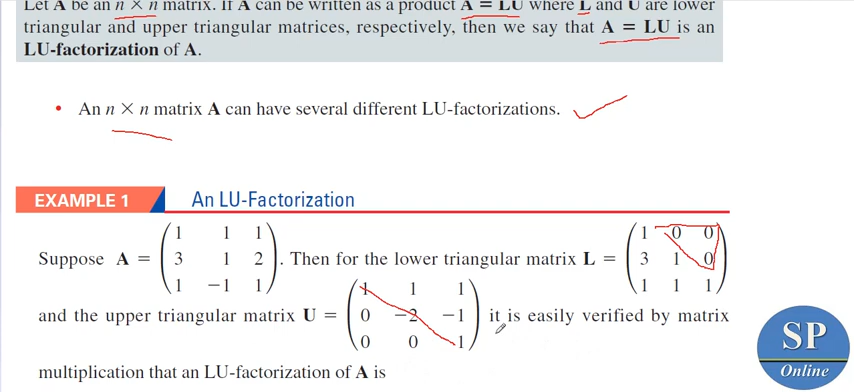 Let A be an n × n matrix. If A can be written as a product A = LU where L and U are lower
triangular and upper triangular matrices, respectively, then we say that A = LU is an
LU-factorization of A.
• An n × n matrix A can have several different LU-factorizations.
EXAMPLE 1 An LU-Factorization
1 1 1 1 0 0
Suppose A = 3 1 2 . Then for the lower triangular matrix L = 3 1 0
1 −1 1 1 1 1
1 1 1
and the upper triangular matrix U = 0 −2 −1 it is easily verified by matrix
0 0 1
multiplication that an LU-factorization of A is
SP
Online